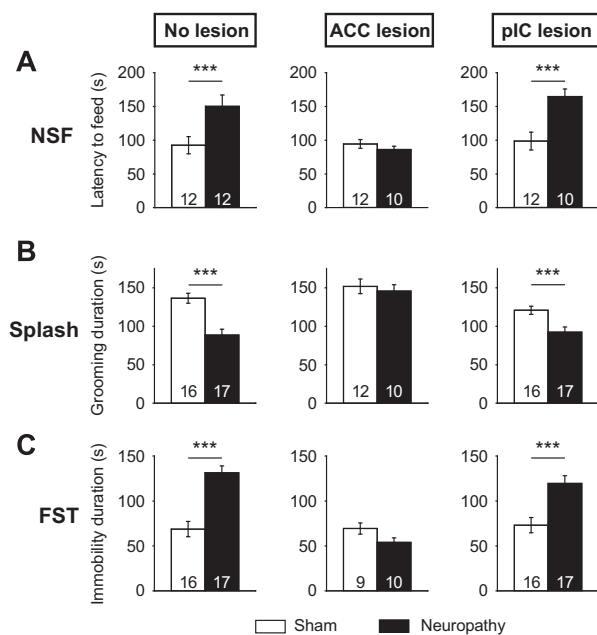 No lesion ACC lesion pIC lesion
A
NSF
Latency to feed (s)
200 200 200
150 150 150
100 100 100
50 50 50
0 0 0
*** ***
12 12 12 10 12 10
B
Splash
Grooming duration (s)
150 150 150
100 100 100
50 50 50
0 0 0
*** ***
16 17 12 10 16 17
C
FST
Immobility duration (s)
150 150 150
100 100 100
50 50 50
0 0 0
*** ***
16 17 9 10 16 17
Sham Neuropathy